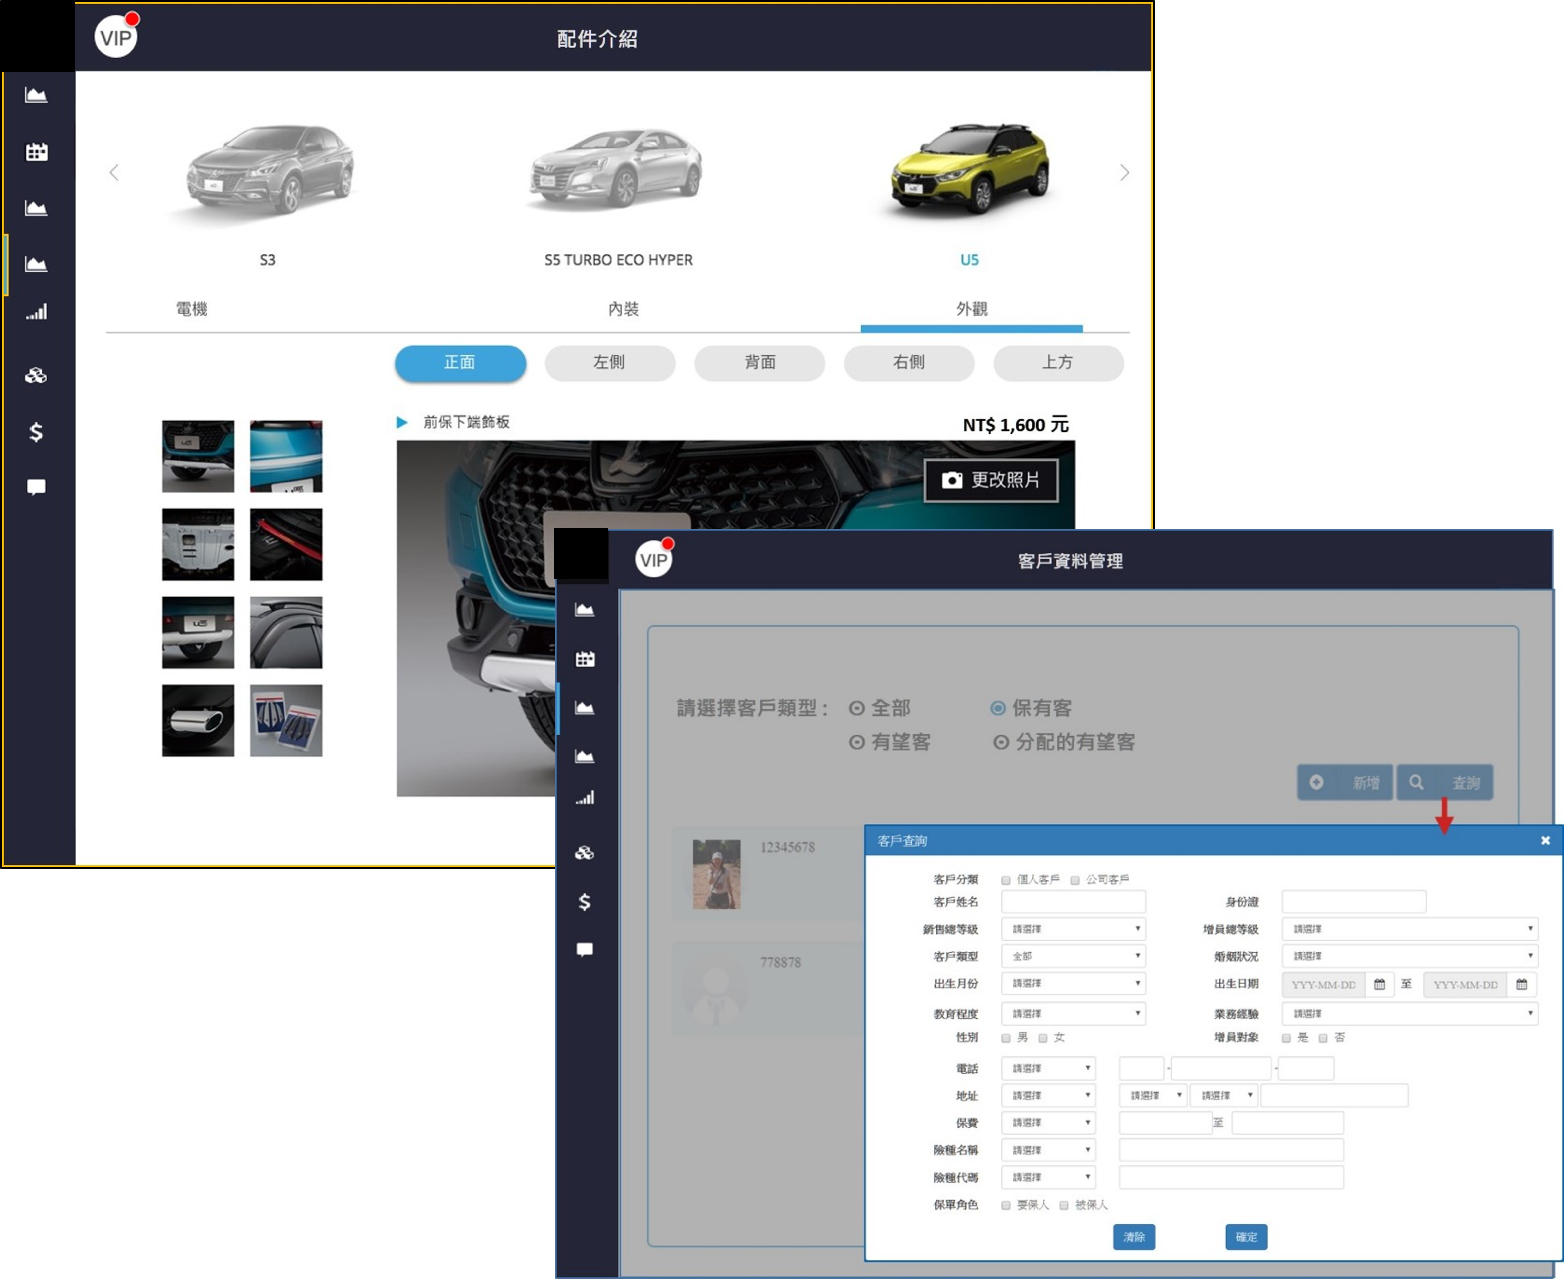 VIP
配件介紹
S3
S5 TURBO ECO HYPER
U5
電機
內裝
外觀
正面
左側
背面
右側
上方
前保下端飾板
NT$ 1,600 元
更改照片
VIP
客戶資料管理
請選擇客戶類型：
全部
保有客
有望客
分配的有望客
新增
查詢
12345678
778878
客戶查詢
客戶分類 個人客戶 公司客戶
客戶姓名 身份證
銷售總等級 請選擇 增員總等級 請選擇
客戶類型 全部 婚姻狀況 請選擇
出生月份 請選擇 出生日期 YYY-MM-DD 至 YYY-MM-DD
教育程度 請選擇 業務經驗 請選擇
性別 男 女 增員對象 是 否
電話 請選擇 - -
地址 請選擇 請選擇 請選擇
保費 請選擇 至
險種名稱 請選擇
險種代碼 請選擇
保單角色 要保人 被保人
清除 確定